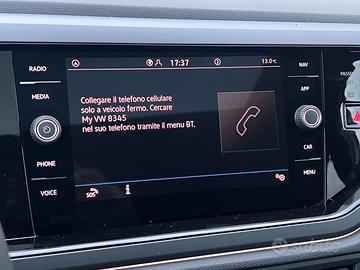 RADIO
MEDIA
PHONE
VOICE
17:37
13.0°C
Collegare il telefono cellulare
solo a veicolo fermo. Cercare
My VW 8345
nel suo telefono tramite il menu BT.
SOS
NAV
APP
CAR
MENU
PASSEN
subito